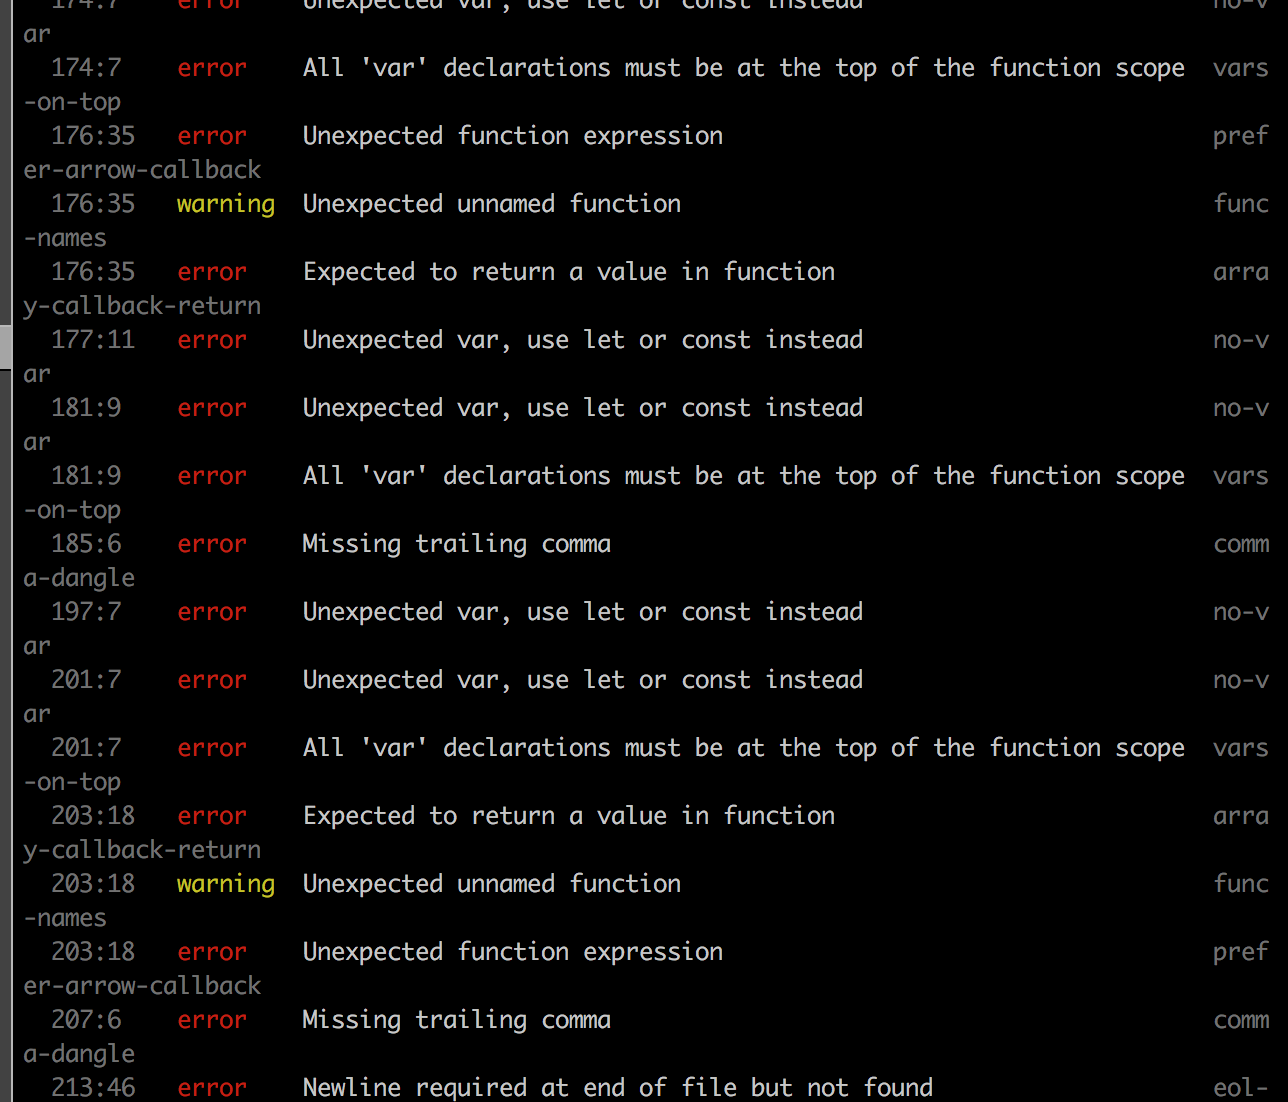 174:7 error Unexpected var, use let or const instead no-v
ar
174:7 error All 'var' declarations must be at the top of the function scope vars
-on-top
176:35 error Unexpected function expression pref
er-arrow-callback
176:35 warning Unexpected unnamed function func
-names
176:35 error Expected to return a value in function arra
y-callback-return
177:11 error Unexpected var, use let or const instead no-v
ar
181:9 error Unexpected var, use let or const instead no-v
ar
181:9 error All 'var' declarations must be at the top of the function scope vars
-on-top
185:6 error Missing trailing comma comm
a-dangle
197:7 error Unexpected var, use let or const instead no-v
ar
201:7 error Unexpected var, use let or const instead no-v
ar
201:7 error All 'var' declarations must be at the top of the function scope vars
-on-top
203:18 error Expected to return a value in function arra
y-callback-return
203:18 warning Unexpected unnamed function func
-names
203:18 error Unexpected function expression pref
er-arrow-callback
207:6 error Missing trailing comma comm
a-dangle
213:46 error Newline required at end of file but not found eol-